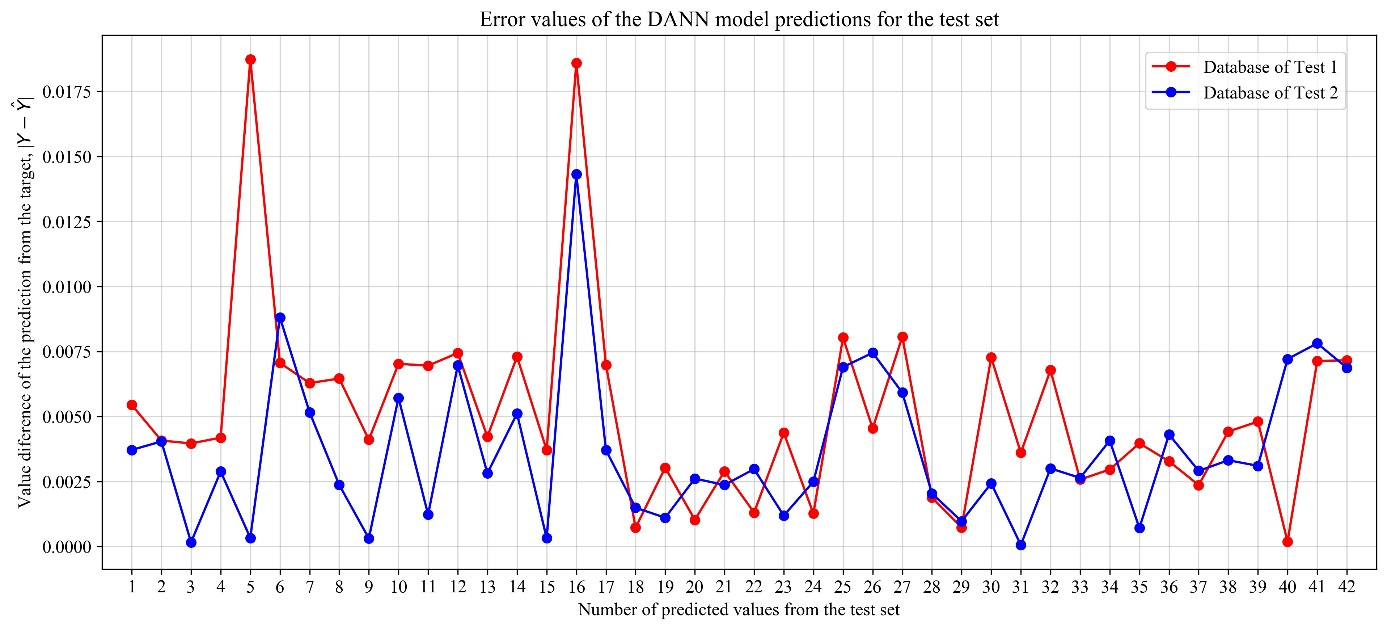 Error values of the DANN model predictions for the test set
Value diference of the prediction from the target, |Y − Ŷ|
0.0175
0.0150
0.0125
0.0100
0.0075
0.0050
0.0025
0.0000
Database of Test 1
Database of Test 2
1 2 3 4 5 6 7 8 9 10 11 12 13 14 15 16 17 18 19 20 21 22 23 24 25 26 27 28 29 30 31 32 33 34 35 36 37 38 39 40 41 42
Number of predicted values from the test set